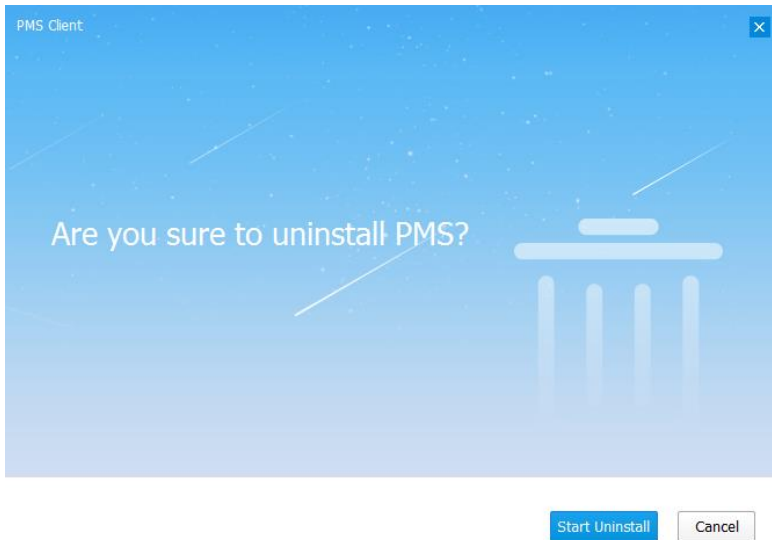 PMS Client
Are you sure to uninstall PMS?
Start Uninstall
Cancel